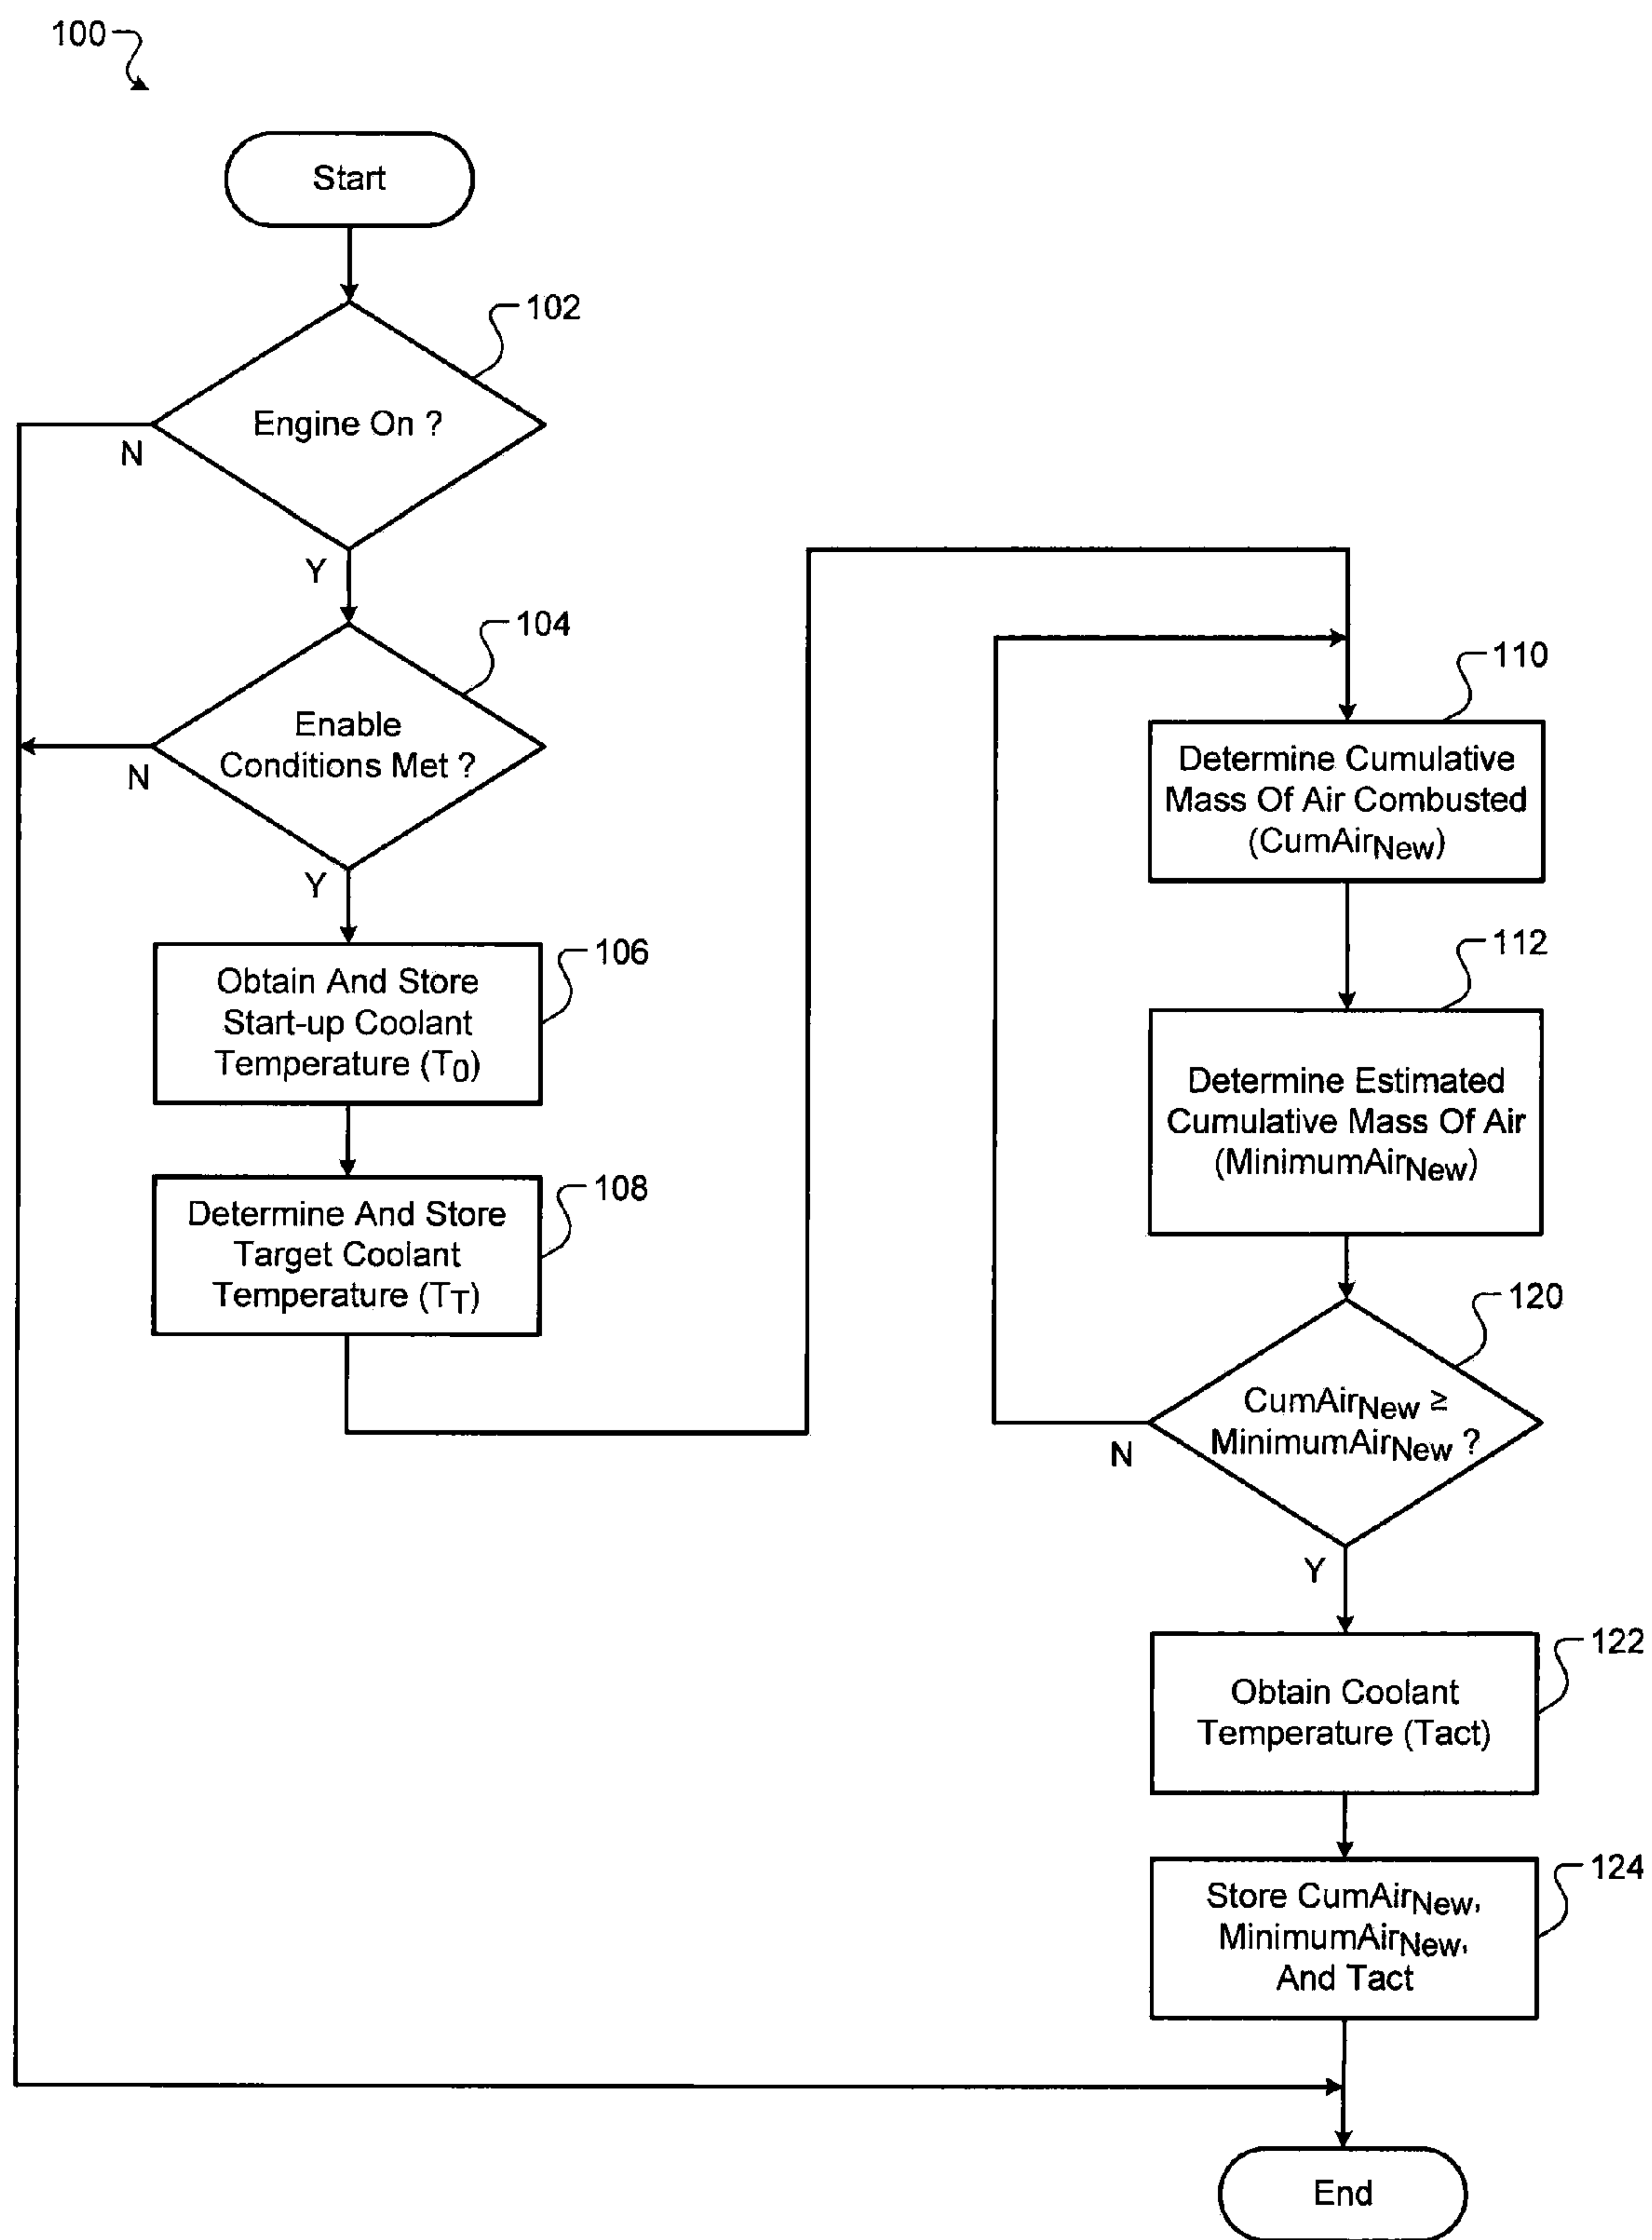 100
Start
102
Engine On ?
N
Y
104
Enable
Conditions Met ?
N
Y
106
Obtain And Store
Start-up Coolant
Temperature (T0)
108
Determine And Store
Target Coolant
Temperature (TT)
110
Determine Cumulative
Mass Of Air Combusted
(CumAirNew)
112
Determine Estimated
Cumulative Mass Of Air
(MinimumAirNew)
120
CumAirNew ≥
MinimumAirNew ?
N
Y
122
Obtain Coolant
Temperature (Tact)
124
Store CumAirNew,
MinimumAirNew,
And Tact
End